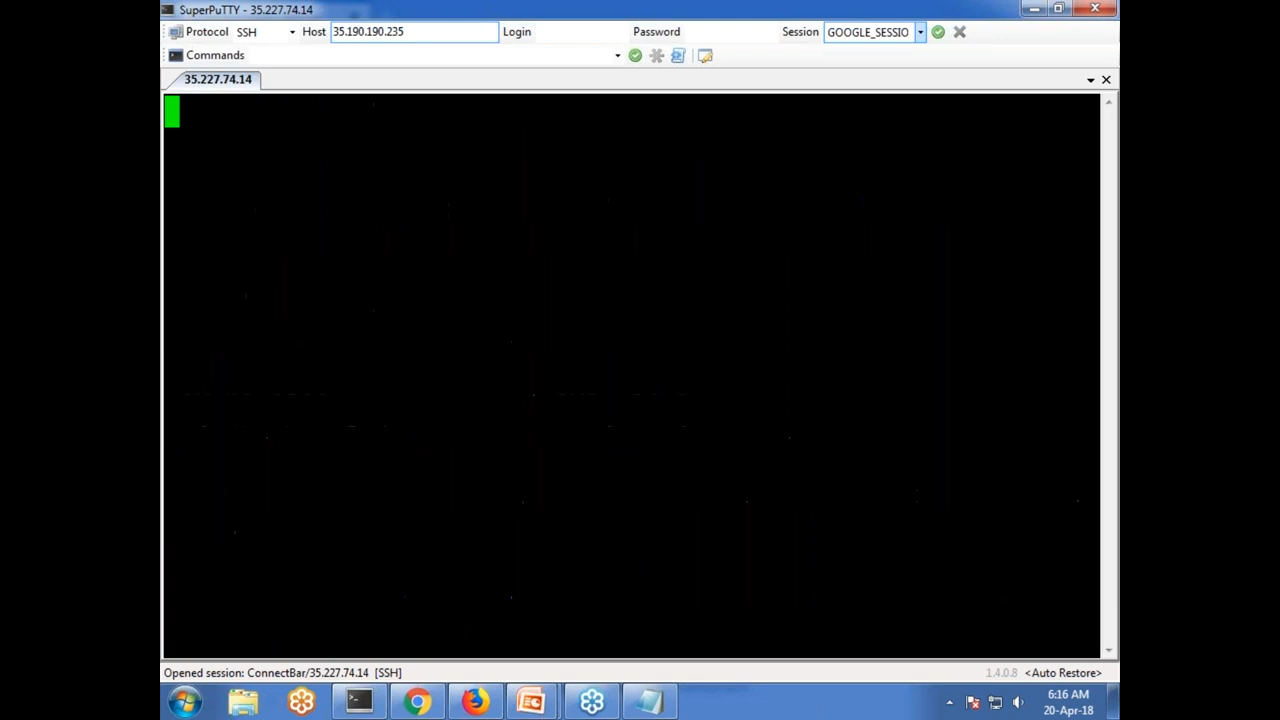 SuperPuTTY - 35.227.74.14
Protocol SSH Host 35.190.190.235 Login Password Session GOOGLE_SESSIO
Commands
35.227.74.14
Opened session: ConnectBar/35.227.74.14 [SSH] 1.4.0.8 <Auto Restore>
6:16 AM
20-Apr-18